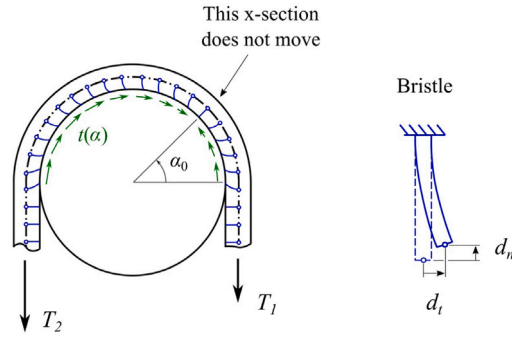 This x-section
does not move
Bristle
t(α)
α₀
dₙ
dₜ
T₁
T₂